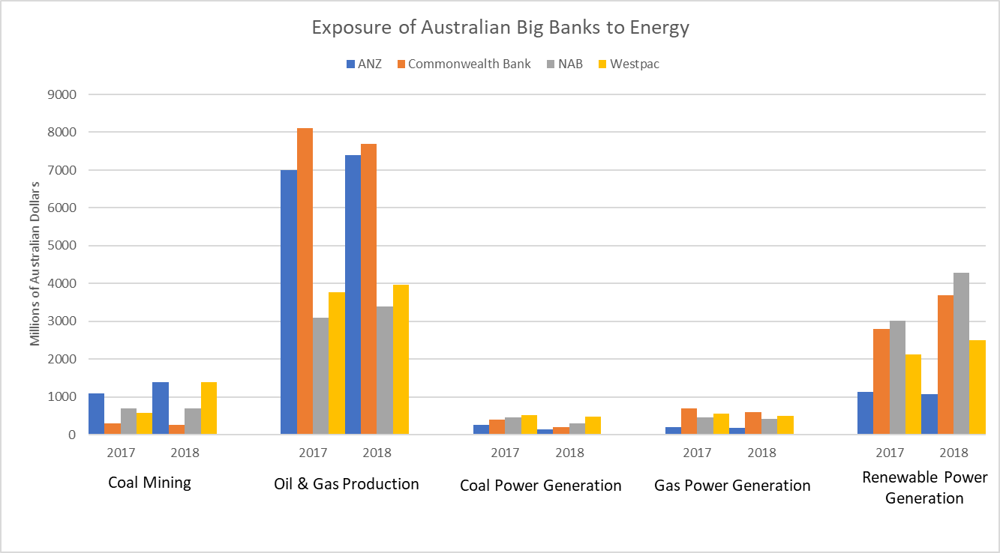 Exposure of Australian Big Banks to Energy
ANZ Commonwealth Bank NAB Westpac
Millions of Australian Dollars
9000
8000
7000
6000
5000
4000
3000
2000
1000
0
2017 2018 2017 2018 2017 2018 2017 2018 2017 2018
Coal Mining Oil & Gas Production Coal Power Generation Gas Power Generation Renewable Power
Generation